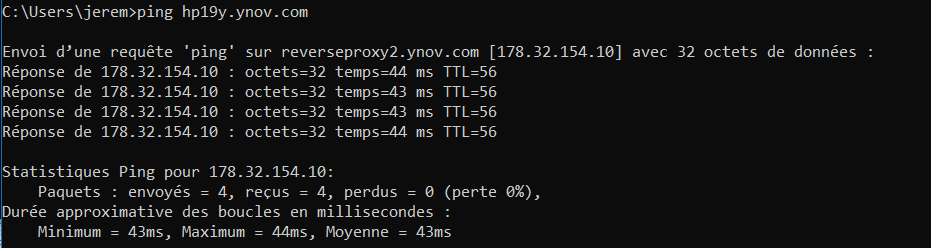 C:\Users\jerem>ping hp19y.ynov.com
Envoi d’une requête 'ping' sur reverseproxy2.ynov.com [178.32.154.10] avec 32 octets de données :
Réponse de 178.32.154.10 : octets=32 temps=44 ms TTL=56
Réponse de 178.32.154.10 : octets=32 temps=43 ms TTL=56
Réponse de 178.32.154.10 : octets=32 temps=43 ms TTL=56
Réponse de 178.32.154.10 : octets=32 temps=44 ms TTL=56
Statistiques Ping pour 178.32.154.10:
Paquets : envoyés = 4, reçus = 4, perdus = 0 (perte 0%),
Durée approximative des boucles en millisecondes :
Minimum = 43ms, Maximum = 44ms, Moyenne = 43ms